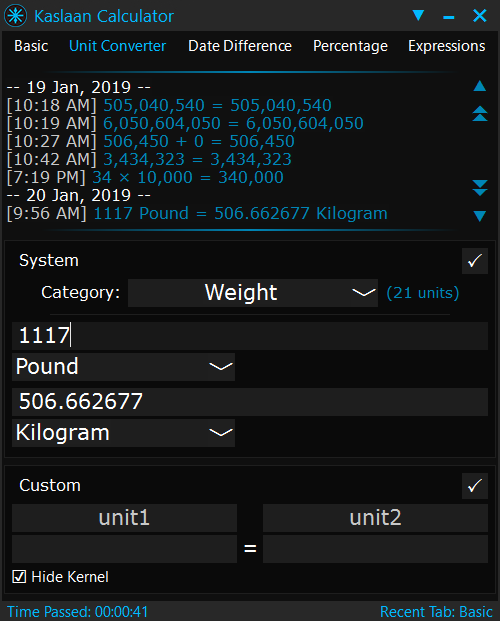 Kaslaan Calculator
Basic Unit Converter Date Difference Percentage Expressions
-- 19 Jan, 2019 --
[10:18 AM] 505,040,540 = 505,040,540
[10:19 AM] 6,050,604,050 = 6,050,604,050
[10:27 AM] 506,450 + 0 = 506,450
[10:42 AM] 3,434,323 = 3,434,323
[7:19 PM] 34 × 10,000 = 340,000
-- 20 Jan, 2019 --
[9:56 AM] 1117 Pound = 506.662677 Kilogram
System
Category: Weight (21 units)
1117
Pound
506.662677
Kilogram
Custom
unit1 unit2
=
Hide Kernel
Time Passed: 00:00:41 Recent Tab: Basic